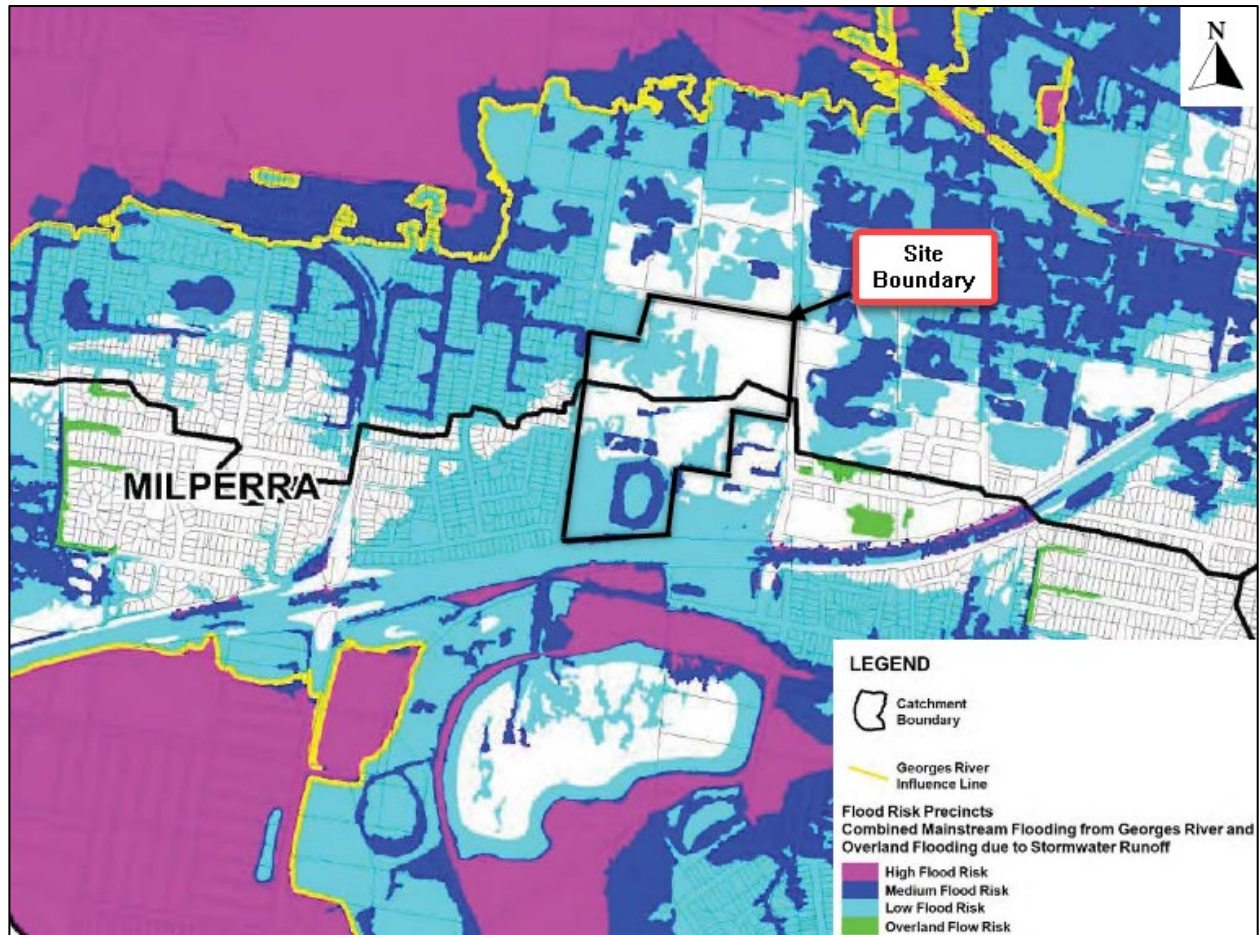 N
Site
Boundary
MILPERRA
LEGEND
Catchment
Boundary
Georges River
Influence Line
Flood Risk Precincts
Combined Mainstream Flooding from Georges River and
Overland Flooding due to Stormwater Runoff
High Flood Risk
Medium Flood Risk
Low Flood Risk
Overland Flow Risk